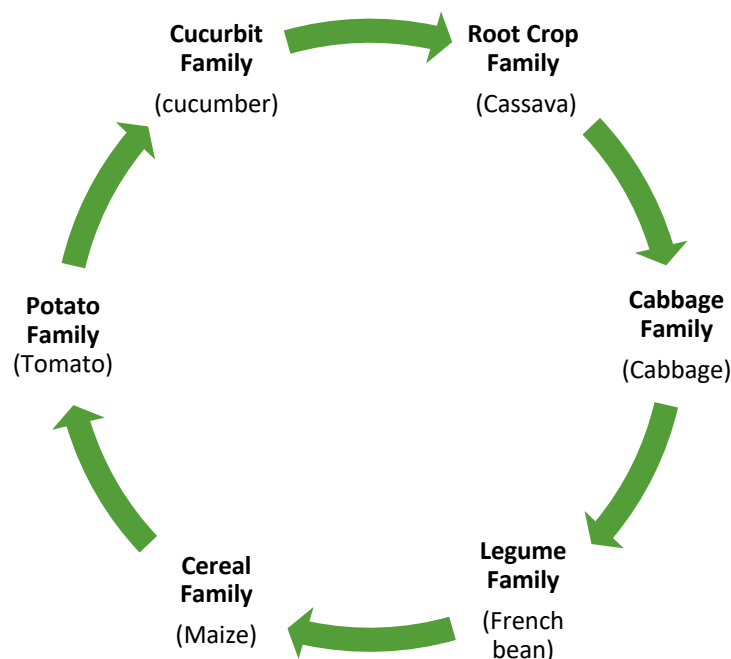 Cucurbit
Family
(cucumber)
Root Crop
Family
(Cassava)
Cabbage
Family
(Cabbage)
Legume
Family
(French
bean)
Cereal
Family
(Maize)
Potato
Family
(Tomato)